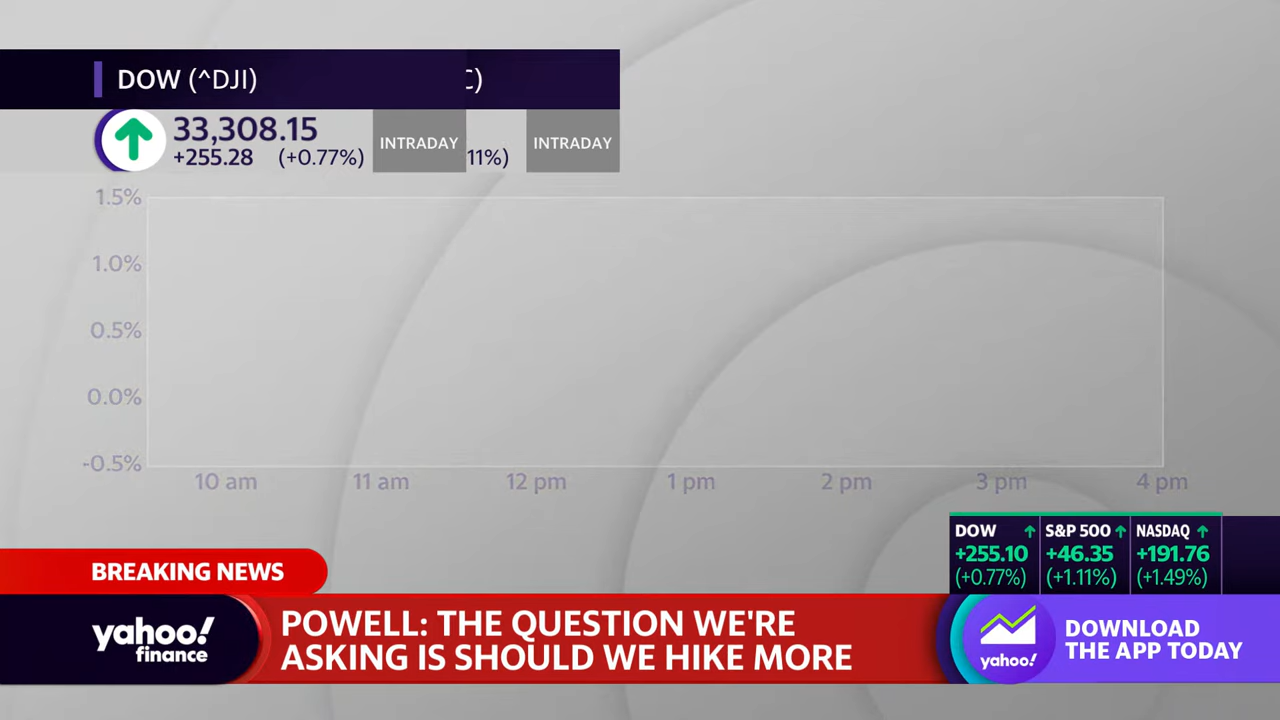 DOW (^DJI)
C)
33,308.15
+255.28 (+0.77%)
INTRADAY
11%)
INTRADAY
1.5%
1.0%
0.5%
0.0%
-0.5%
10 am 11 am 12 pm 1 pm 2 pm 3 pm 4 pm
DOW S&P 500 NASDAQ
+255.10 +46.35 +191.76
(+0.77%) (+1.11%) (+1.49%)
BREAKING NEWS
yahoo!
finance
POWELL: THE QUESTION WE'RE
ASKING IS SHOULD WE HIKE MORE
yahoo!
DOWNLOAD
THE APP TODAY